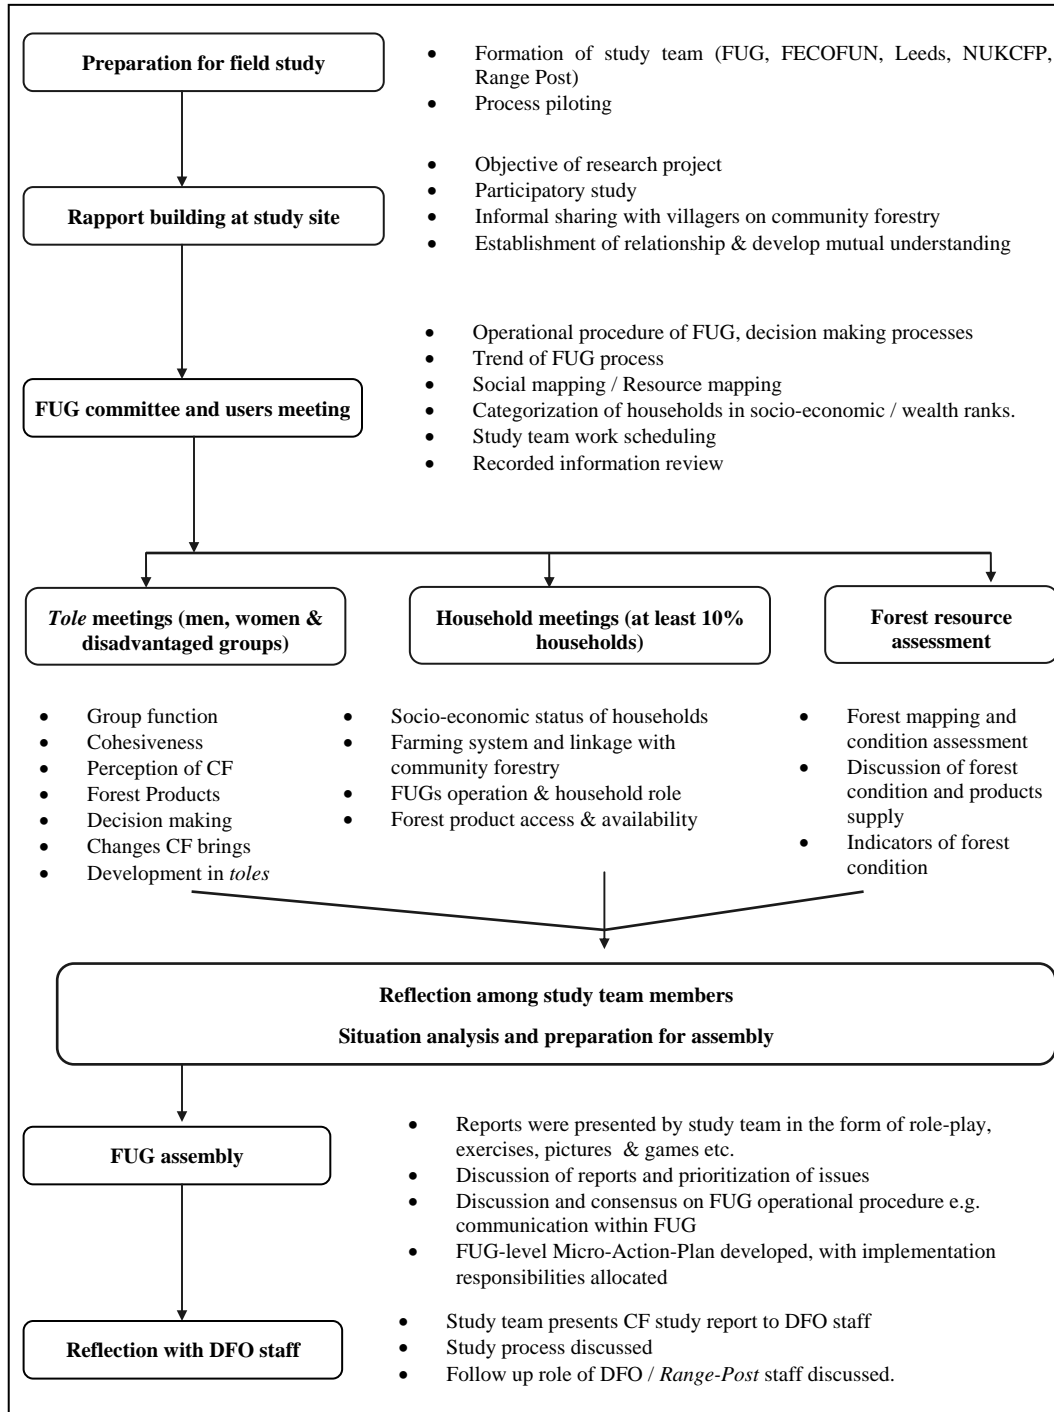 Preparation for field study
• Formation of study team (FUG, FECOFUN, Leeds, NUKCFP,
Range Post)
• Process piloting
Rapport building at study site
• Objective of research project
• Participatory study
• Informal sharing with villagers on community forestry
• Establishment of relationship & develop mutual understanding
FUG committee and users meeting
• Operational procedure of FUG, decision making processes
• Trend of FUG process
• Social mapping / Resource mapping
• Categorization of households in socio-economic / wealth ranks.
• Study team work scheduling
• Recorded information review
Tole meetings (men, women &
disadvantaged groups)
• Group function
• Cohesiveness
• Perception of CF
• Forest Products
• Decision making
• Changes CF brings
• Development in toles
Household meetings (at least 10%
households)
• Socio-economic status of households
• Farming system and linkage with
community forestry
• FUGs operation & household role
• Forest product access & availability
Forest resource
assessment
• Forest mapping and
condition assessment
• Discussion of forest
condition and products
supply
• Indicators of forest
condition
Reflection among study team members
Situation analysis and preparation for assembly
FUG assembly
• Reports were presented by study team in the form of role-play,
exercises, pictures & games etc.
• Discussion of reports and prioritization of issues
• Discussion and consensus on FUG operational procedure e.g.
communication within FUG
• FUG-level Micro-Action-Plan developed, with implementation
responsibilities allocated
Reflection with DFO staff
• Study team presents CF study report to DFO staff
• Study process discussed
• Follow up role of DFO / Range-Post staff discussed.